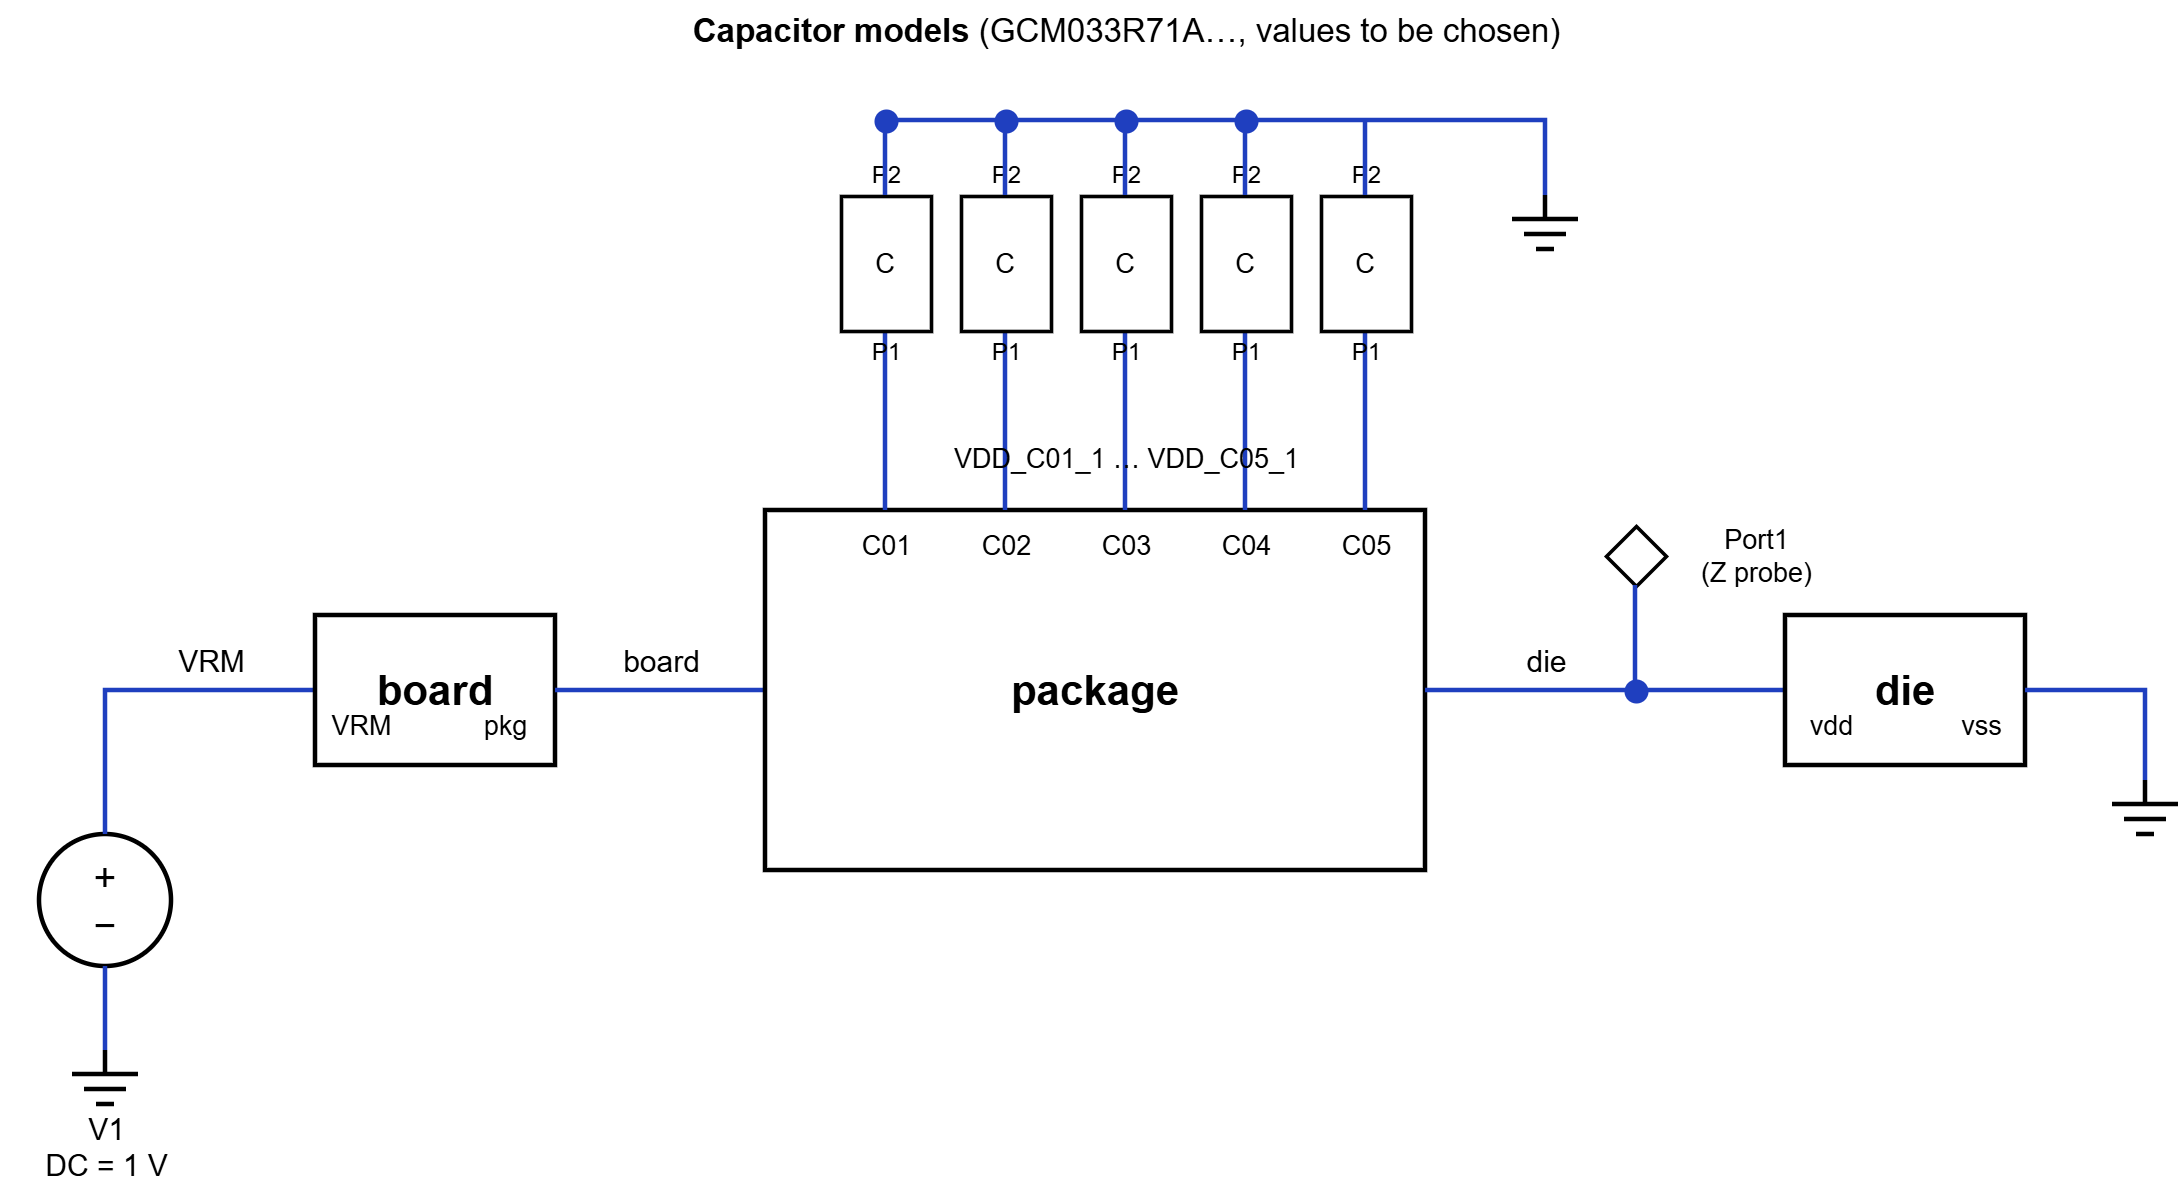 Capacitor models (GCM033R71A…, values to be chosen)
P2 P2 P2 P2 P2
C C C C C
P1 P1 P1 P1 P1
VDD_C01_1 … VDD_C05_1
C01 C02 C03 C04 C05
Port1
(Z probe)
VRM
board
VRM pkg
board
package
die
die
vdd vss
+
−
V1
DC = 1 V